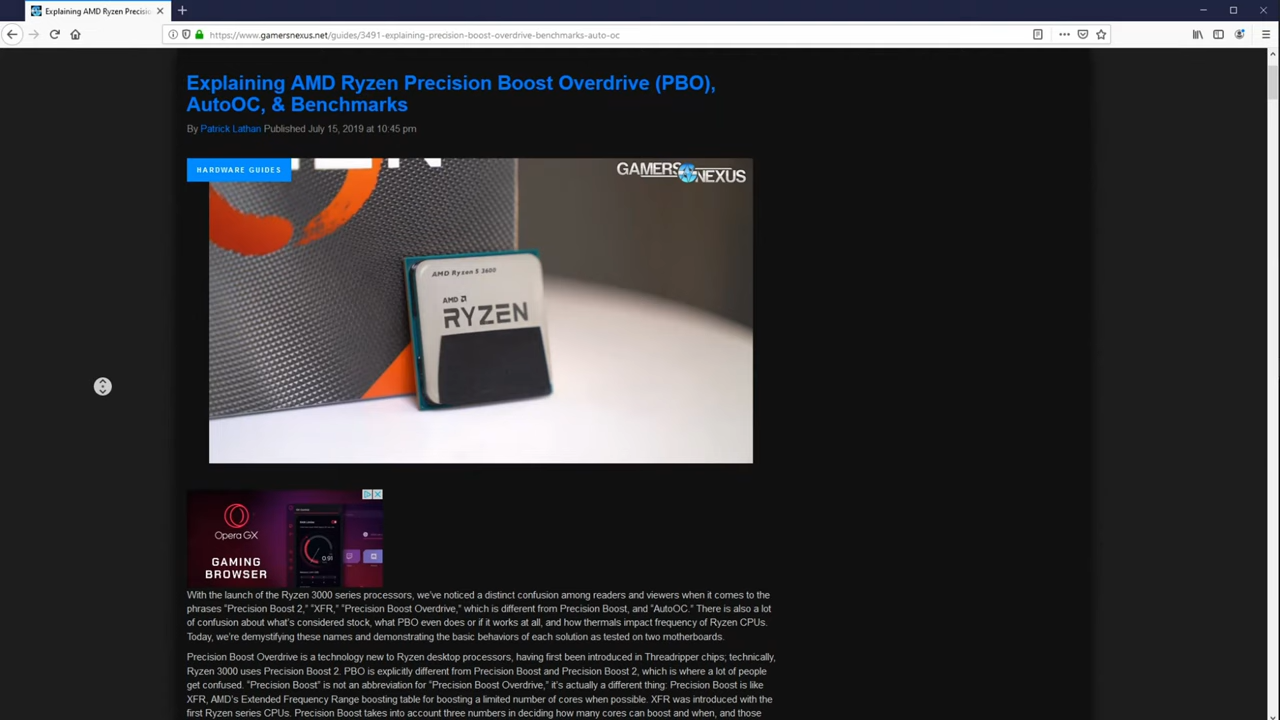 Explaining AMD Ryzen Precisio
https://www.gamersnexus.net/guides/3491-explaining-precision-boost-overdrive-benchmarks-auto-oc
Explaining AMD Ryzen Precision Boost Overdrive (PBO),
AutoOC, & Benchmarks
By Patrick Lathan Published July 15, 2019 at 10:45 pm
HARDWARE GUIDES
GAMERS NEXUS
AMD Ryzen 5 3600
AMD
RYZEN
Opera GX
GAMING
BROWSER
With the launch of the Ryzen 3000 series processors, we've noticed a distinct confusion among readers and viewers when it comes to the
phrases "Precision Boost 2," "XFR," "Precision Boost Overdrive," which is different from Precision Boost, and "AutoOC." There is also a lot
of confusion about what's considered stock, what PBO even does or if it works at all, and how thermals impact frequency of Ryzen CPUs.
Today, we're demystifying these names and demonstrating the basic behaviors of each solution as tested on two motherboards.
Precision Boost Overdrive is a technology new to Ryzen desktop processors, having first been introduced in Threadripper chips; technically,
Ryzen 3000 uses Precision Boost 2. PBO is explicitly different from Precision Boost and Precision Boost 2, which is where a lot of people
get confused. "Precision Boost" is not an abbreviation for "Precision Boost Overdrive," it's actually a different thing: Precision Boost is like
XFR, AMD's Extended Frequency Range boosting table for boosting a limited number of cores when possible. XFR was introduced with the
first Ryzen series CPUs. Precision Boost takes into account three numbers in deciding how many cores can boost and when, and those